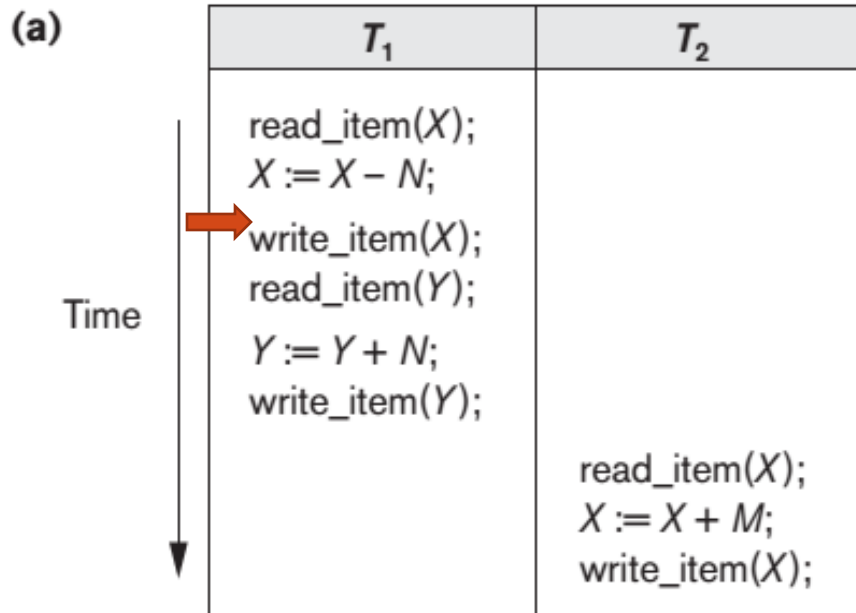 (a)
T1 T2
read_item(X);
X := X – N;
write_item(X);
read_item(Y);
Time
Y := Y + N;
write_item(Y);
read_item(X);
X := X + M;
write_item(X);